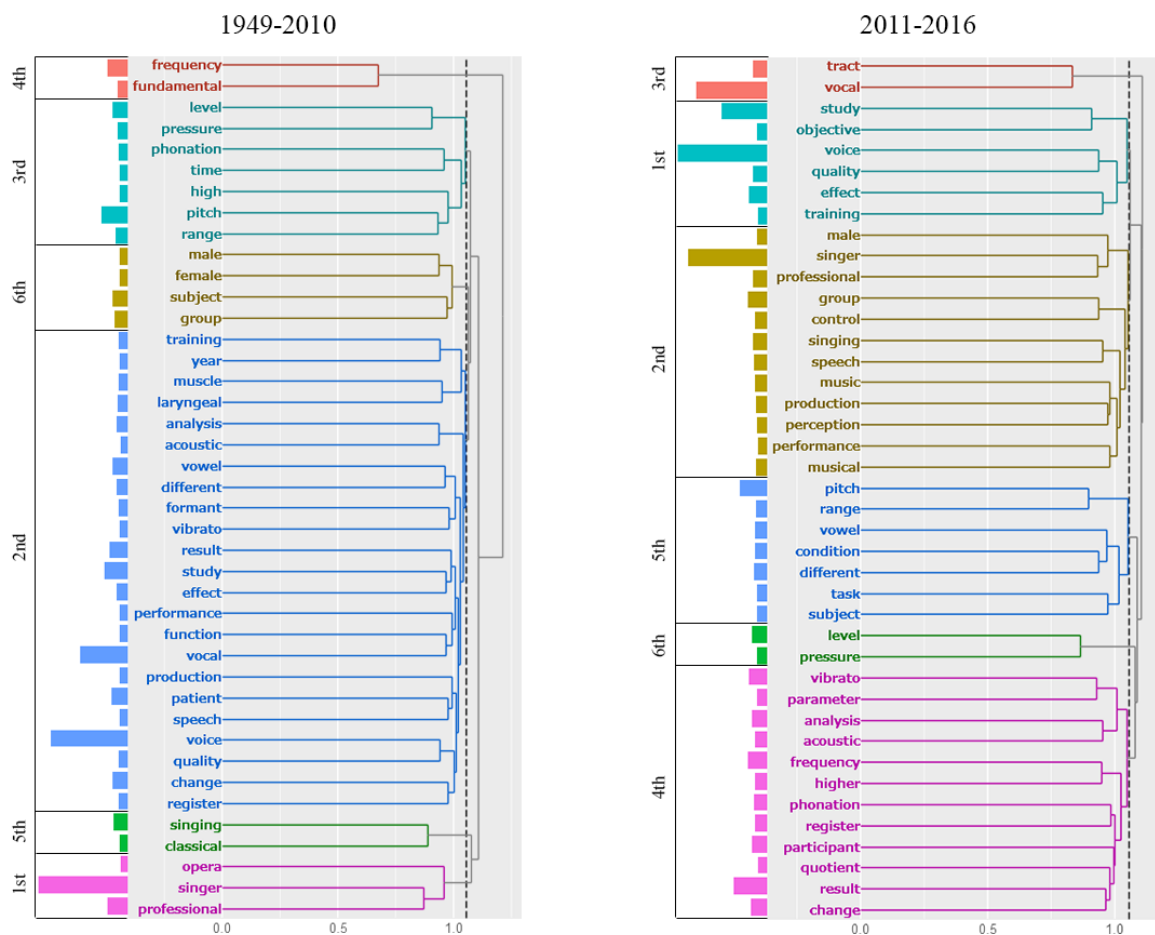 1949-2010
4th
frequency
fundamental
3rd
level
pressure
phonation
time
high
pitch
range
6th
male
female
subject
group
2nd
training
year
muscle
laryngeal
analysis
acoustic
vowel
different
formant
vibrato
result
study
effect
performance
function
vocal
production
patient
speech
voice
quality
change
register
5th
singing
classical
1st
opera
singer
professional
0.0 0.5 1.0
2011-2016
3rd
tract
vocal
1st
study
objective
voice
quality
effect
training
2nd
male
singer
professional
group
control
singing
speech
music
production
perception
performance
musical
5th
pitch
range
vowel
condition
different
task
subject
6th
level
pressure
4th
vibrato
parameter
analysis
acoustic
frequency
higher
phonation
register
participant
quotient
result
change
0.0 0.5 1.0